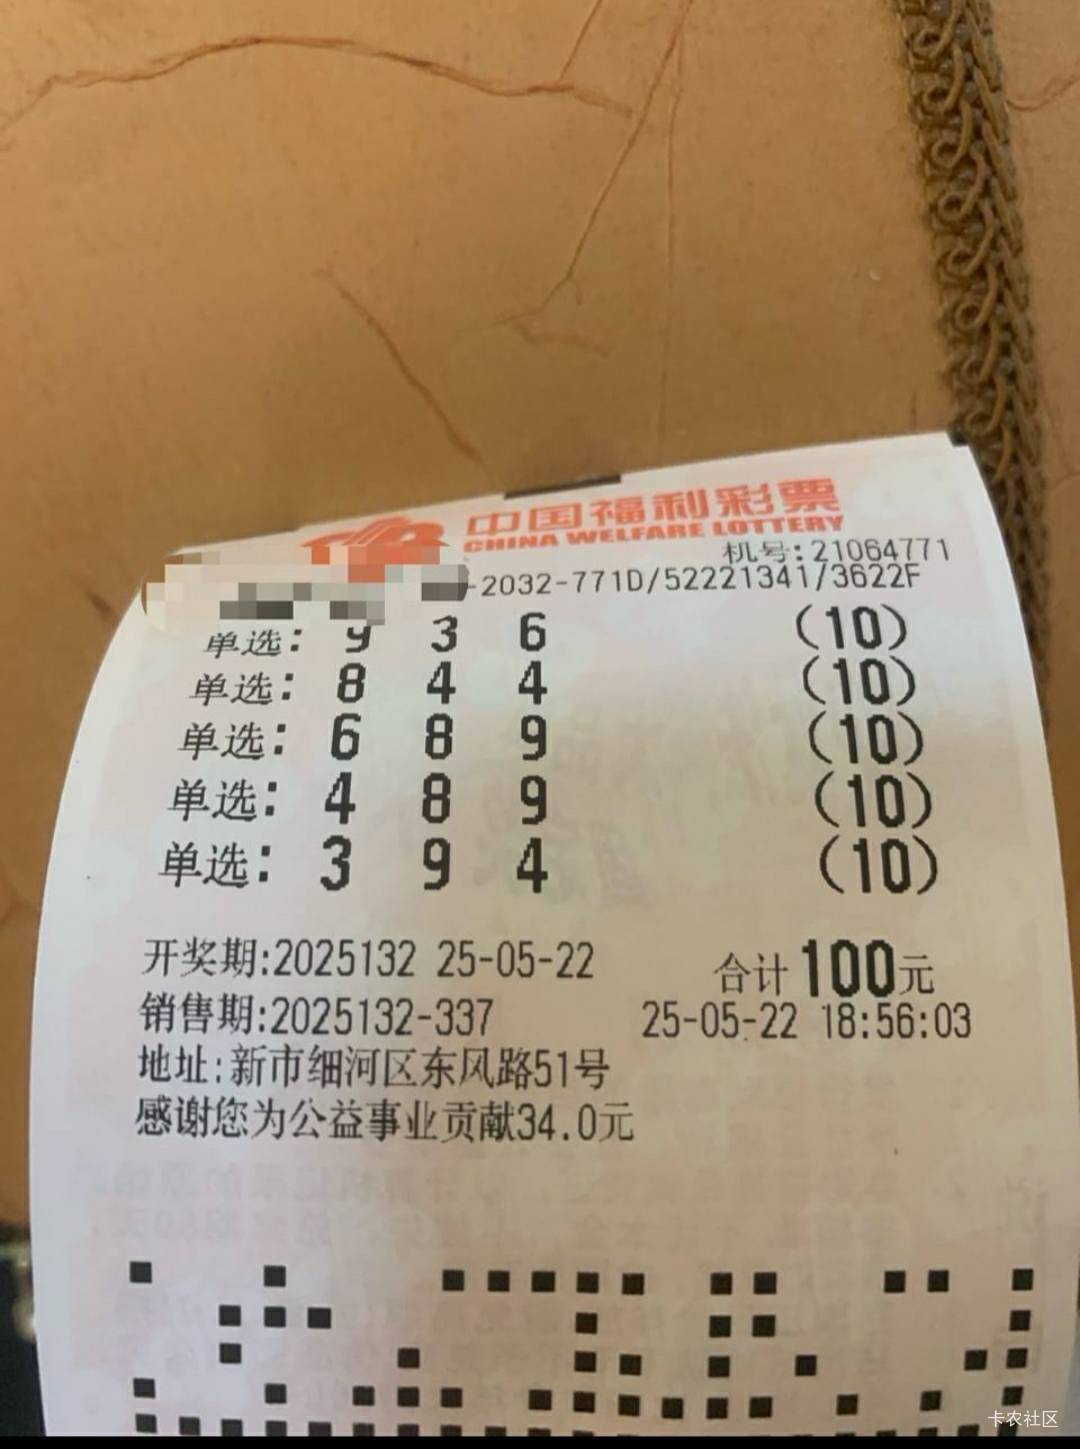 中国福利彩票
CHINA WELFARE LOTTERY
机号:21064771
-2032-771D/52221341/3622F
单选: 9 3 6 (10)
单选: 8 4 4 (10)
单选: 6 8 9 (10)
单选: 4 8 9 (10)
单选: 3 9 4 (10)
开奖期:2025132 25-05-22 合计100元
销售期:2025132-337 25-05-22 18:56:03
地址:新市细河区东风路51号
感谢您为公益事业贡献34.0元
卡农社区